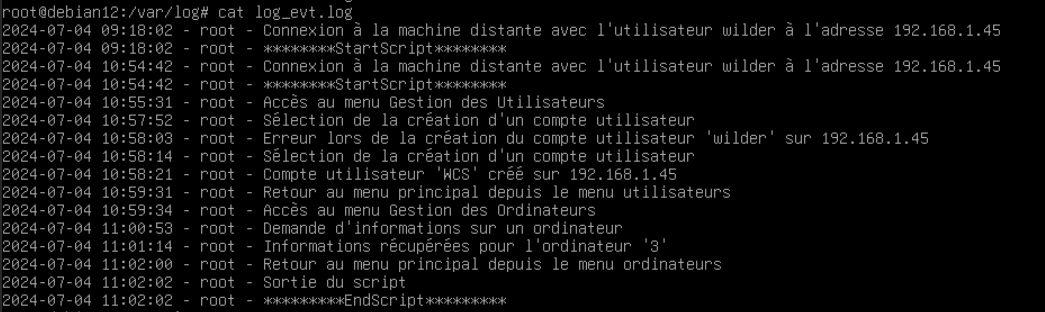 root@debian12:/var/log# cat log_evt.log
2024-07-04 09:18:02 - root - Connexion à la machine distante avec l'utilisateur wilder à l'adresse 192.168.1.45
2024-07-04 09:18:02 - root - ********StartScript********
2024-07-04 10:54:42 - root - Connexion à la machine distante avec l'utilisateur wilder à l'adresse 192.168.1.45
2024-07-04 10:54:42 - root - ********StartScript********
2024-07-04 10:55:31 - root - Accès au menu Gestion des Utilisateurs
2024-07-04 10:57:52 - root - Sélection de la création d'un compte utilisateur
2024-07-04 10:58:03 - root - Erreur lors de la création du compte utilisateur 'wilder' sur 192.168.1.45
2024-07-04 10:58:14 - root - Sélection de la création d'un compte utilisateur
2024-07-04 10:58:21 - root - Compte utilisateur 'WCS' créé sur 192.168.1.45
2024-07-04 10:59:31 - root - Retour au menu principal depuis le menu utilisateurs
2024-07-04 10:59:34 - root - Accès au menu Gestion des Ordinateurs
2024-07-04 11:00:53 - root - Demande d'informations sur un ordinateur
2024-07-04 11:01:14 - root - Informations récupérées pour l'ordinateur '3'
2024-07-04 11:02:00 - root - Retour au menu principal depuis le menu ordinateurs
2024-07-04 11:02:02 - root - Sortie du script
2024-07-04 11:02:02 - root - *********EndScript*********